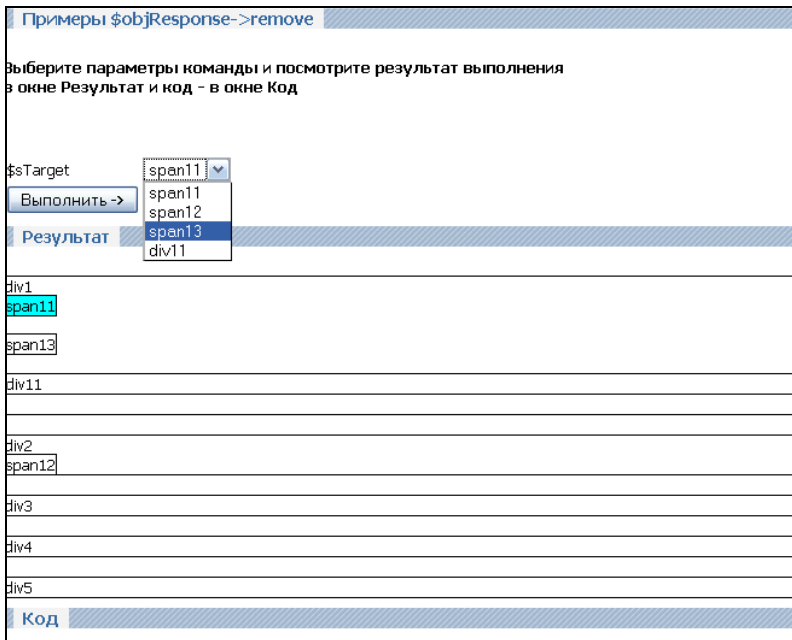 Примеры $objResponse->remove
Выберите параметры команды и посмотрите результат выполнения
в окне Результат и код - в окне Код
$sTarget span11
Выполнить ->
span11
span12
span13
div11
Результат
div1
span11
span13
div11
div2
span12
div3
div4
div5
Код